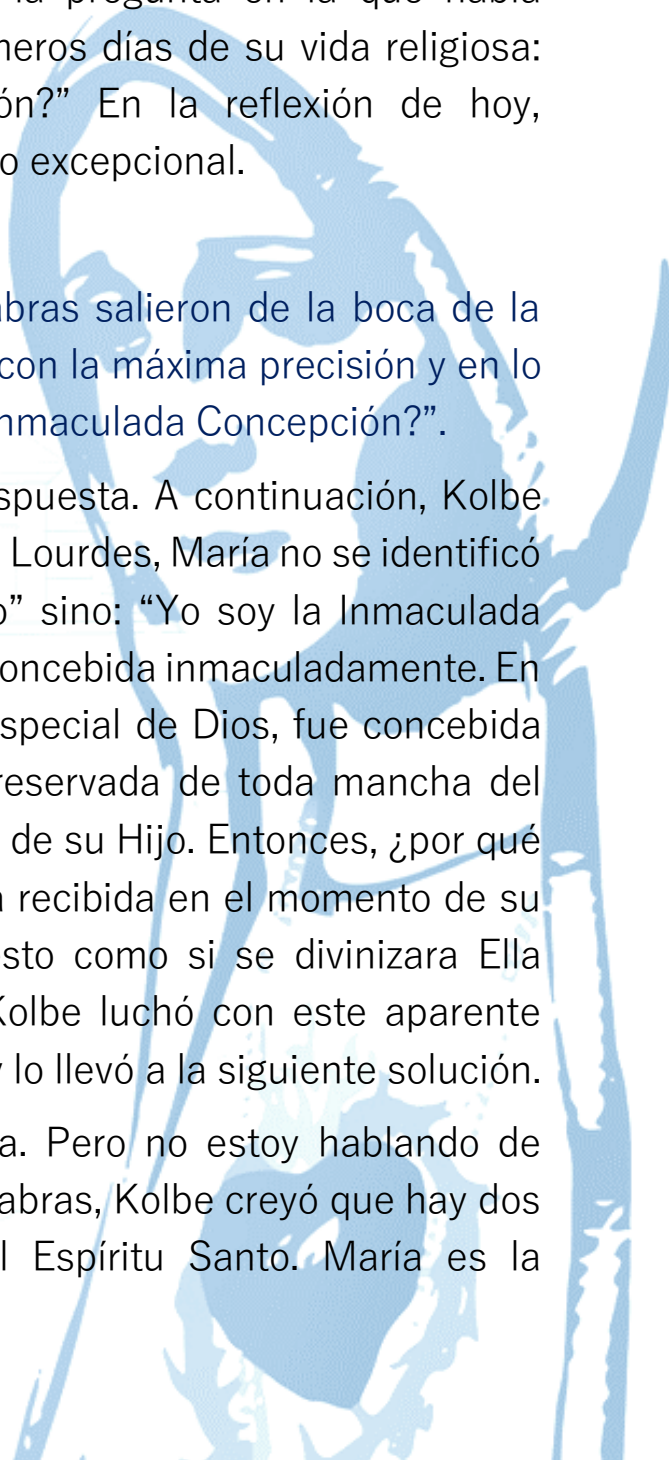 la pregunta en la que había
meros días de su vida religiosa:
ón?” En la reflexión de hoy,
o excepcional.
abras salieron de la boca de la
con la máxima precisión y en lo
nmaculada Concepción?”.
spuesta. A continuación, Kolbe
Lourdes, María no se identificó
o” sino: “Yo soy la Inmaculada
oncebida inmaculadamente. En
special de Dios, fue concebida
reservada de toda mancha del
de su Hijo. Entonces, ¿por qué
a recibida en el momento de su
sto como si se divinizara Ella
Kolbe luchó con este aparente
y lo llevó a la siguiente solución.
a. Pero no estoy hablando de
abras, Kolbe creyó que hay dos
l Espíritu Santo. María es la